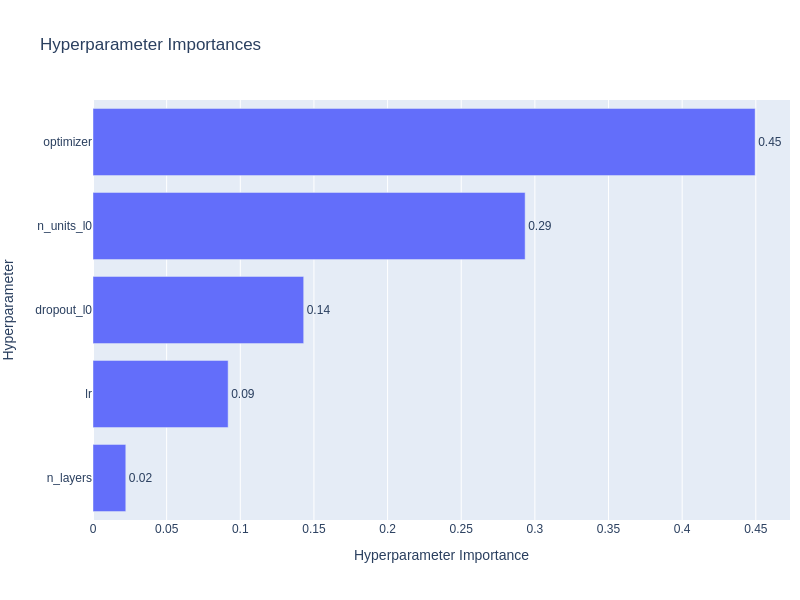 Hyperparameter Importances
Hyperparameter
optimizer 0.45
n_units_l0 0.29
dropout_l0 0.14
lr 0.09
n_layers 0.02
0 0.05 0.1 0.15 0.2 0.25 0.3 0.35 0.4 0.45
Hyperparameter Importance